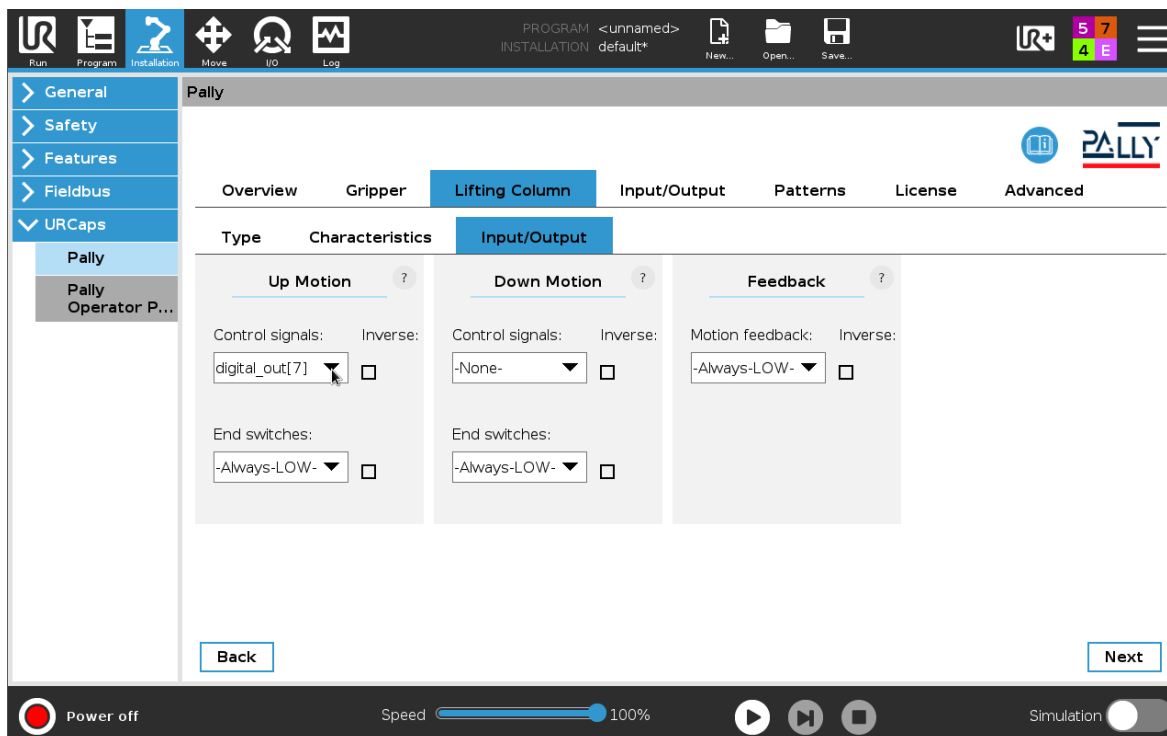 PROGRAM <unnamed>
INSTALLATION default*
UR
Run
Program
Installation
Move
I/O
Log
New...
Open...
Save...
UR+
5 7
4 E
General
Safety
Features
Fieldbus
URCaps
Pally
Pally
Operator P...
Pally
PALLY
Overview Gripper Lifting Column Input/Output Patterns License Advanced
Type Characteristics Input/Output
Up Motion ?
Control signals: Inverse:
digital_out[7]
End switches:
-Always-LOW-
Down Motion ?
Control signals: Inverse:
-None-
End switches:
-Always-LOW-
Feedback ?
Motion feedback: Inverse:
-Always-LOW-
Back
Next
Power off
Speed 100%
Simulation